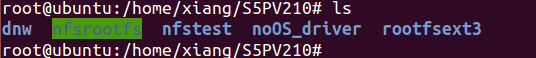 root@ubuntu:/home/xiang/S5PV210# ls
dnw nfsrootfs nfstest noOS_driver rootfsext3
root@ubuntu:/home/xiang/S5PV210#